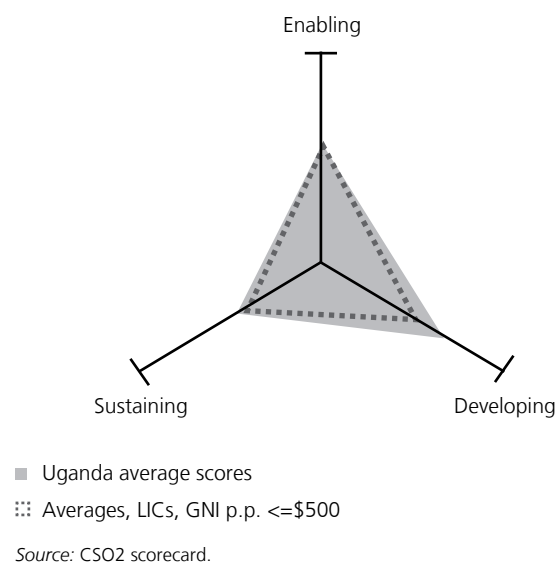 Enabling
Sustaining
Developing
Uganda average scores
Averages, LICs, GNI p.p. <=$500
Source: CSO2 scorecard.